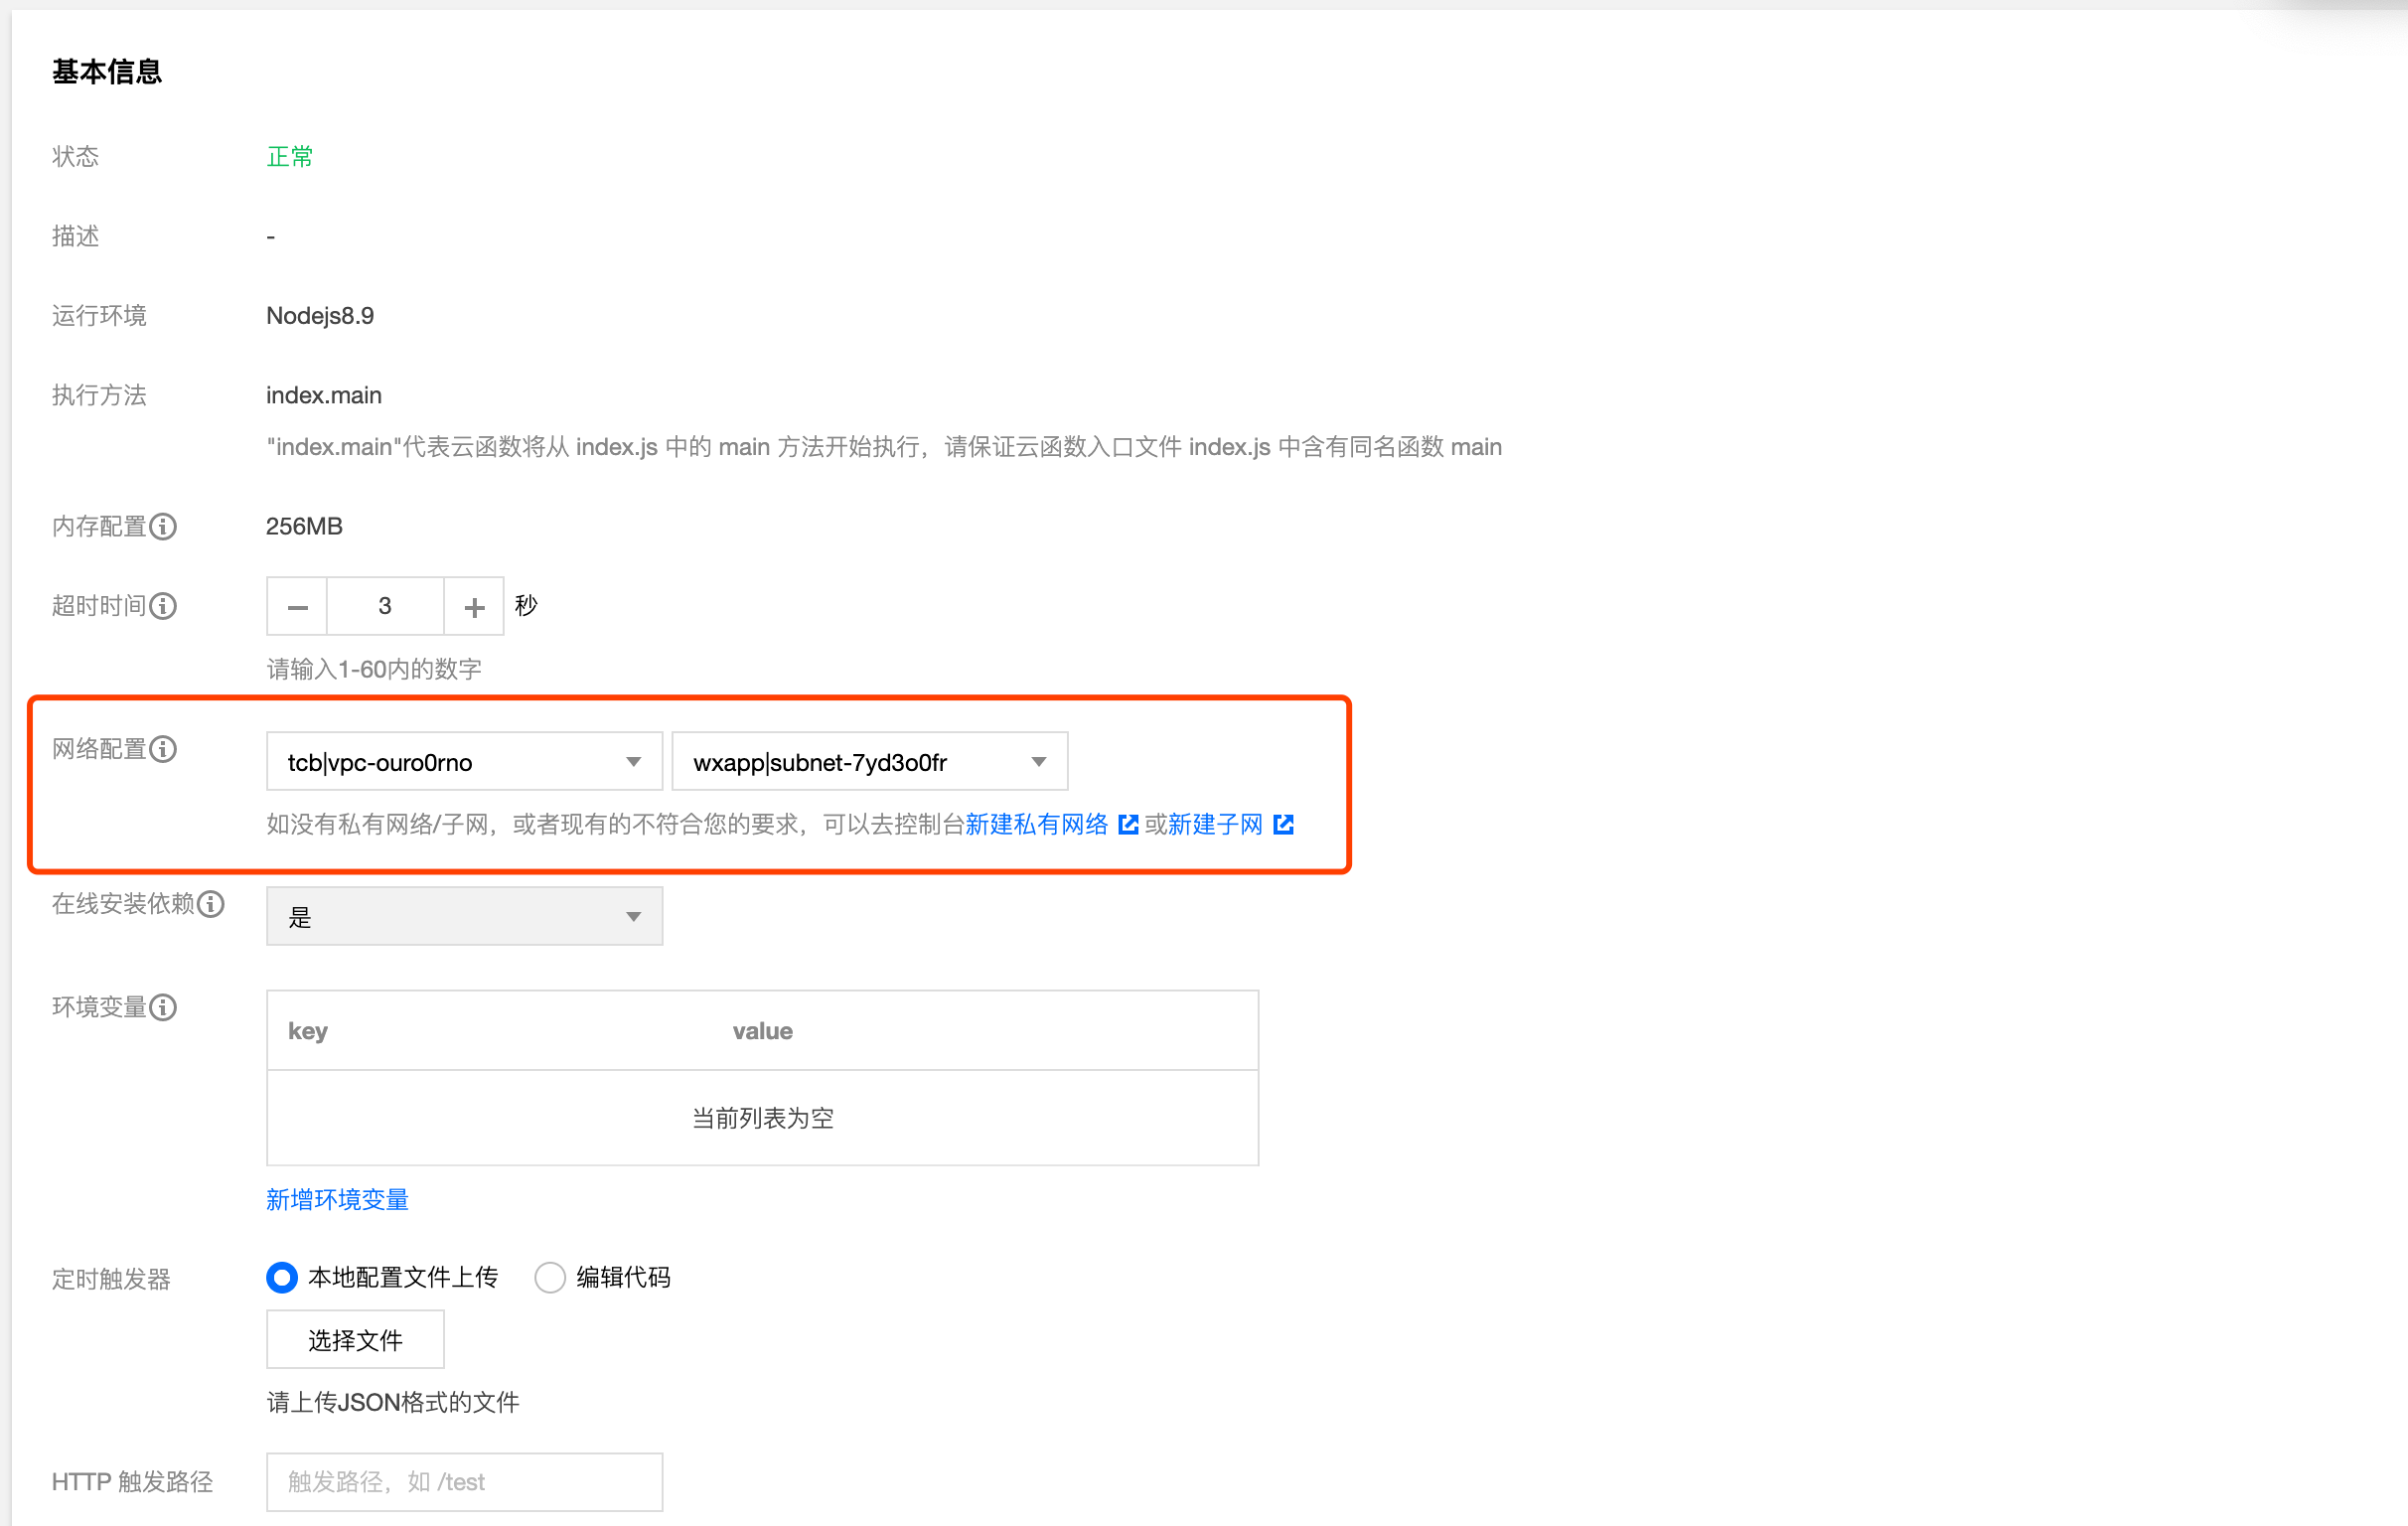 基本信息
状态 正常
描述 -
运行环境 Nodejs8.9
执行方法 index.main
"index.main"代表云函数将从 index.js 中的 main 方法开始执行，请保证云函数入口文件 index.js 中含有同名函数 main
内存配置 256MB
超时时间 3 秒
请输入1-60内的数字
网络配置 tcb|vpc-ouro0rno wxapp|subnet-7yd3o0fr
如没有私有网络/子网，或者现有的不符合您的要求，可以去控制台新建私有网络 或新建子网
在线安装依赖 是
环境变量 key value
当前列表为空
新增环境变量
定时触发器 本地配置文件上传 编辑代码
选择文件
请上传JSON格式的文件
HTTP 触发路径 触发路径，如 /test